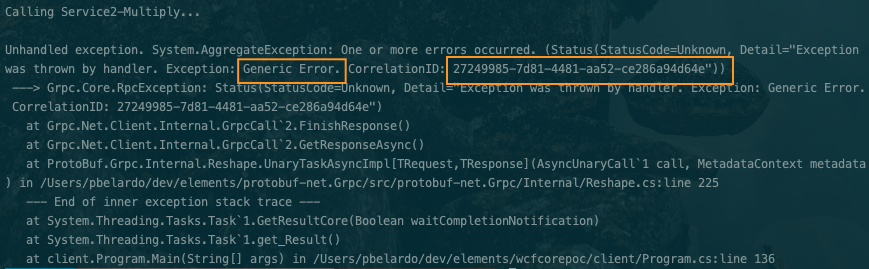 Calling Service2-Multiply...
Unhandled exception. System.AggregateException: One or more errors occurred. (Status(StatusCode=Unknown, Detail="Exception
was thrown by handler. Exception: Generic Error. CorrelationID: 27249985-7d81-4481-aa52-ce286a94d64e"))
---> Grpc.Core.RpcException: Status(StatusCode=Unknown, Detail="Exception was thrown by handler. Exception: Generic Error.
CorrelationID: 27249985-7d81-4481-aa52-ce286a94d64e")
at Grpc.Net.Client.Internal.GrpcCall`2.FinishResponse()
at Grpc.Net.Client.Internal.GrpcCall`2.GetResponseAsync()
at ProtoBuf.Grpc.Internal.Reshape.UnaryTaskAsyncImpl[TRequest,TResponse](AsyncUnaryCall`1 call, MetadataContext metadata
) in /Users/pbelardo/dev/elements/protobuf-net.Grpc/src/protobuf-net.Grpc/Internal/Reshape.cs:line 225
--- End of inner exception stack trace ---
at System.Threading.Tasks.Task`1.GetResultCore(Boolean waitCompletionNotification)
at System.Threading.Tasks.Task`1.get_Result()
at client.Program.Main(String[] args) in /Users/pbelardo/dev/elements/wcfcorepoc/client/Program.cs:line 136